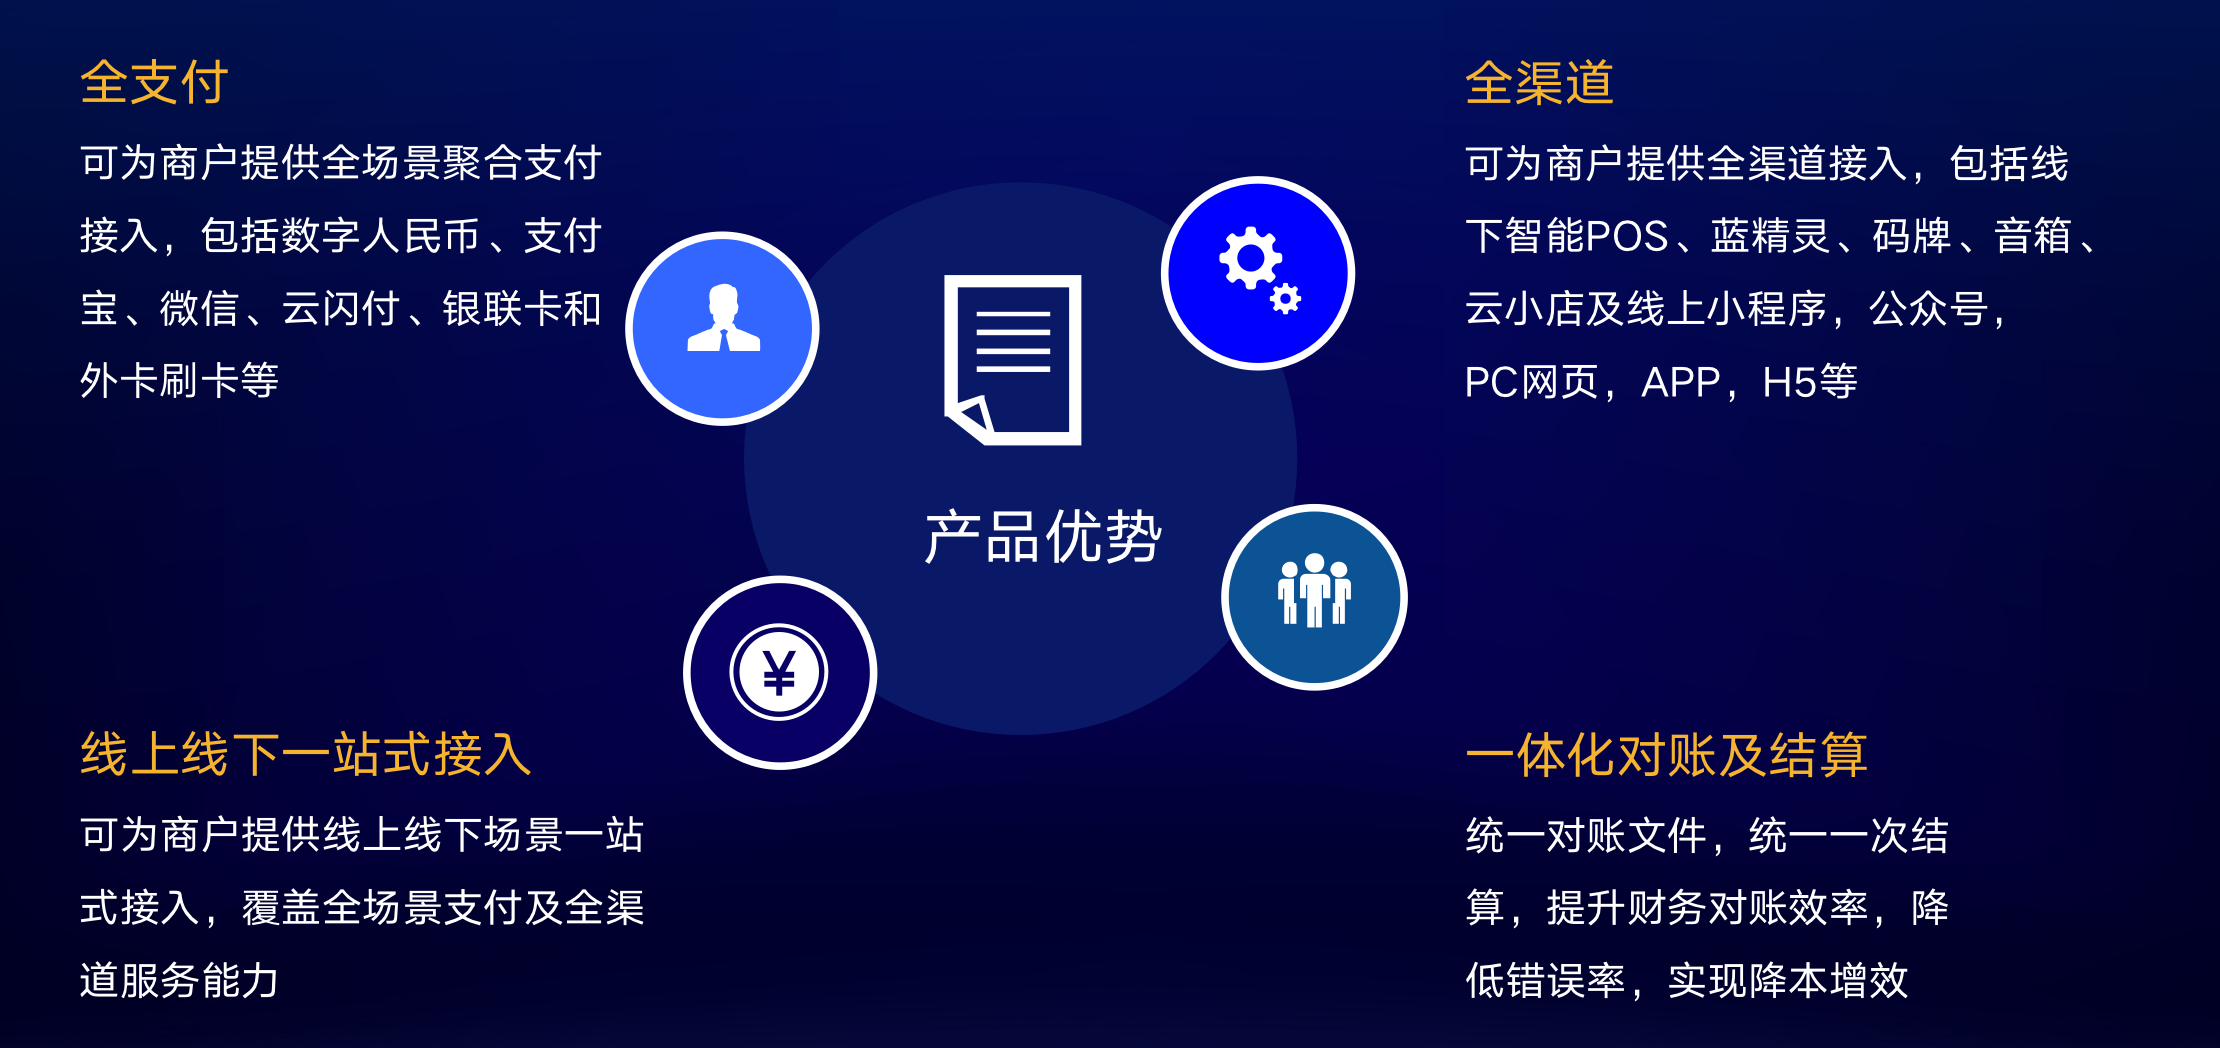 全支付
可为商户提供全场景聚合支付
接入，包括数字人民币、支付
宝、微信、云闪付、银联卡和
外卡刷卡等
全渠道
可为商户提供全渠道接入，包括线
下智能POS、蓝精灵、码牌、音箱、
云小店及线上小程序，公众号，
PC网页，APP，H5等
产品优势
¥
线上线下一站式接入
可为商户提供线上线下场景一站
式接入，覆盖全场景支付及全渠
道服务能力
一体化对账及结算
统一对账文件，统一一次结
算，提升财务对账效率，降
低错误率，实现降本增效